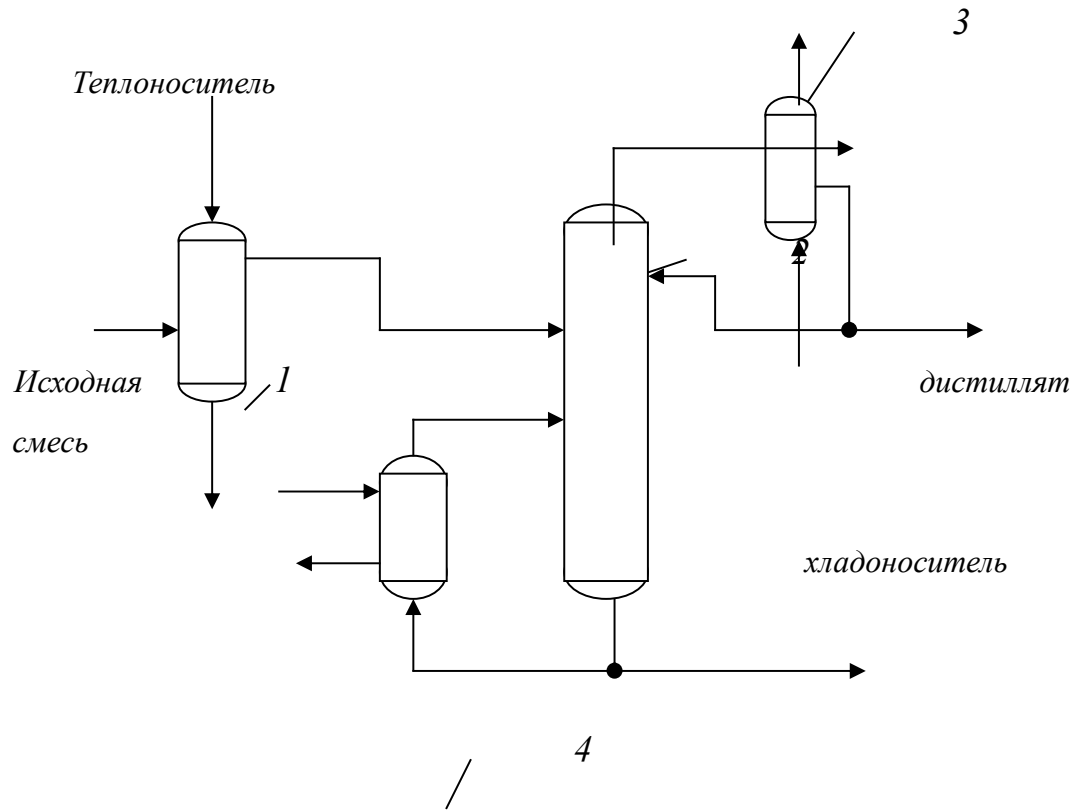 3
Теплоноситель
2
Исходная
смесь
1
дистиллят
хладоноситель
4